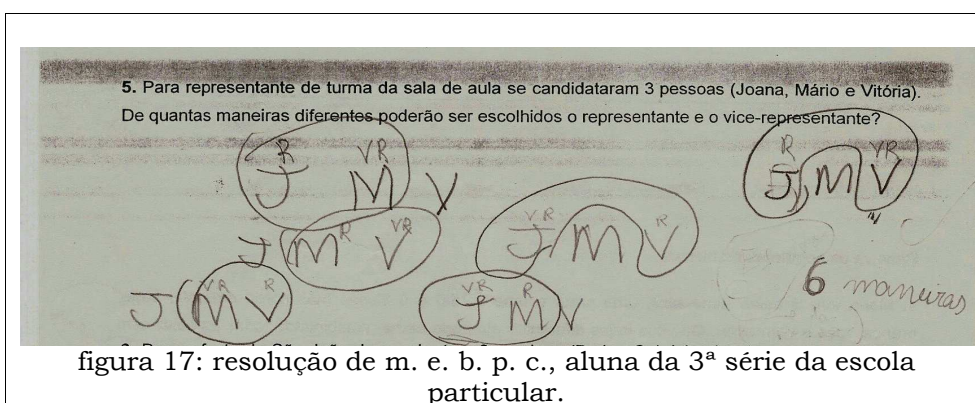 5. Para representante de turma da sala de aula se candidataram 3 pessoas (Joana, Mário e Vitória).
De quantas maneiras diferentes poderão ser escolhidos o representante e o vice-representante?
R VR
J M V
R VR
J M V
R VR
J M V
VR R
J M V
VR R
J M V
VR R
J M V
6 maneiras
figura 17: resolução de m. e. b. p. c., aluna da 3ª série da escola
particular.